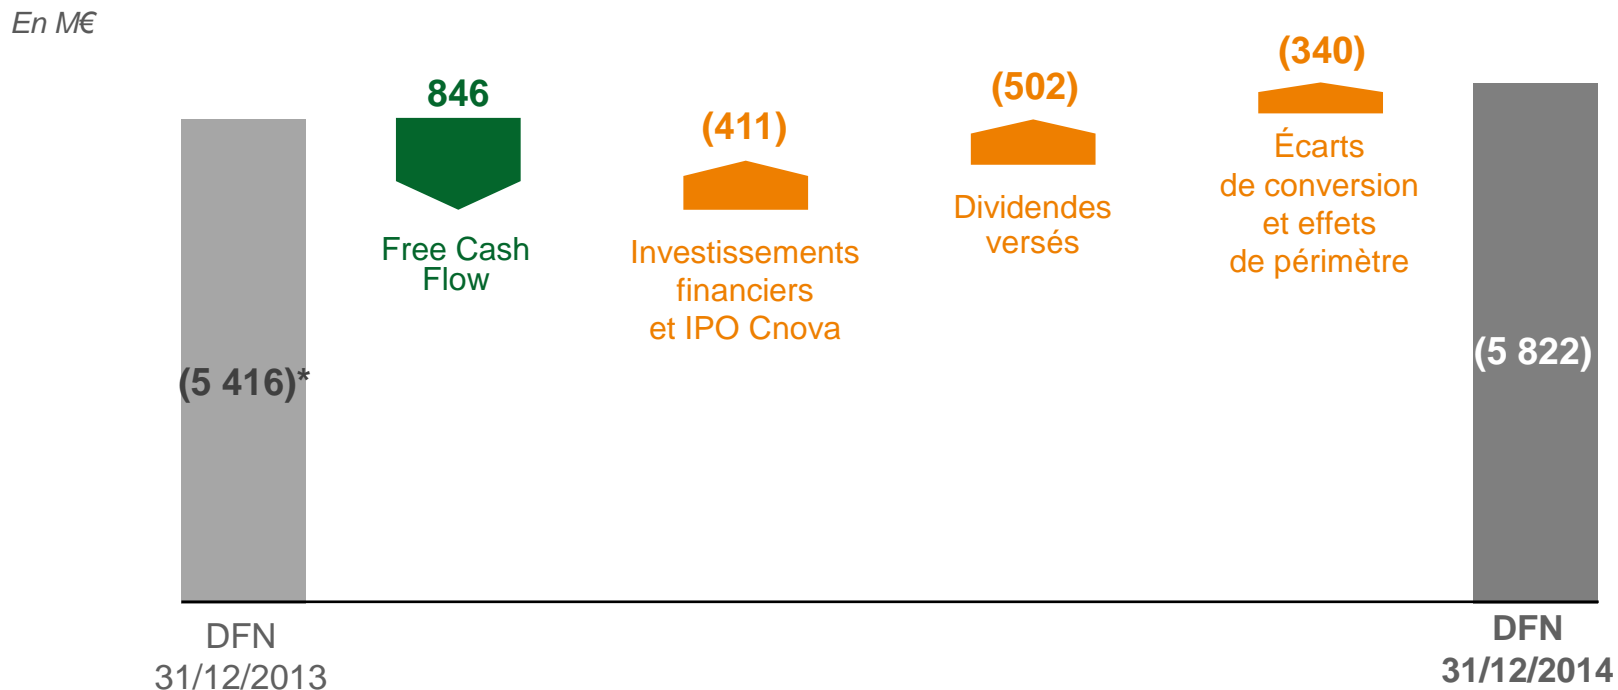 En M€
846
Free Cash
Flow
(411)
Investissements
financiers
et IPO Cnova
(502)
Dividendes
versés
(340)
Écarts
de conversion
et effets
de périmètre
(5 416)*
(5 822)
DFN
31/12/2013
DFN
31/12/2014